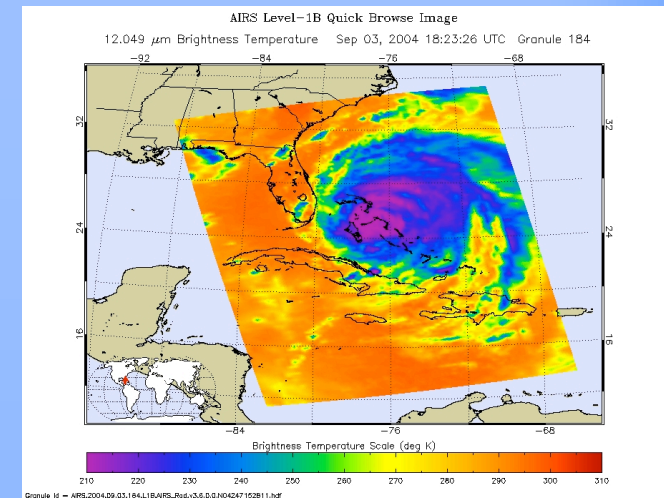 AIRS Level-1B Quick Browse Image
12.049 μm Brightness Temperature Sep 03, 2004 18:23:26 UTC Granule 184
-92 -84 -76 -68
32 32
24 24
16 16
-84 -76 -68
Brightness Temperature Scale (deg K)
210 220 230 240 250 260 270 280 290 300 310
Granule Id = AIRS.2004.09.03.184.L1B.AIRS_Rad.v3.6.0.0.N04247152811.hdf